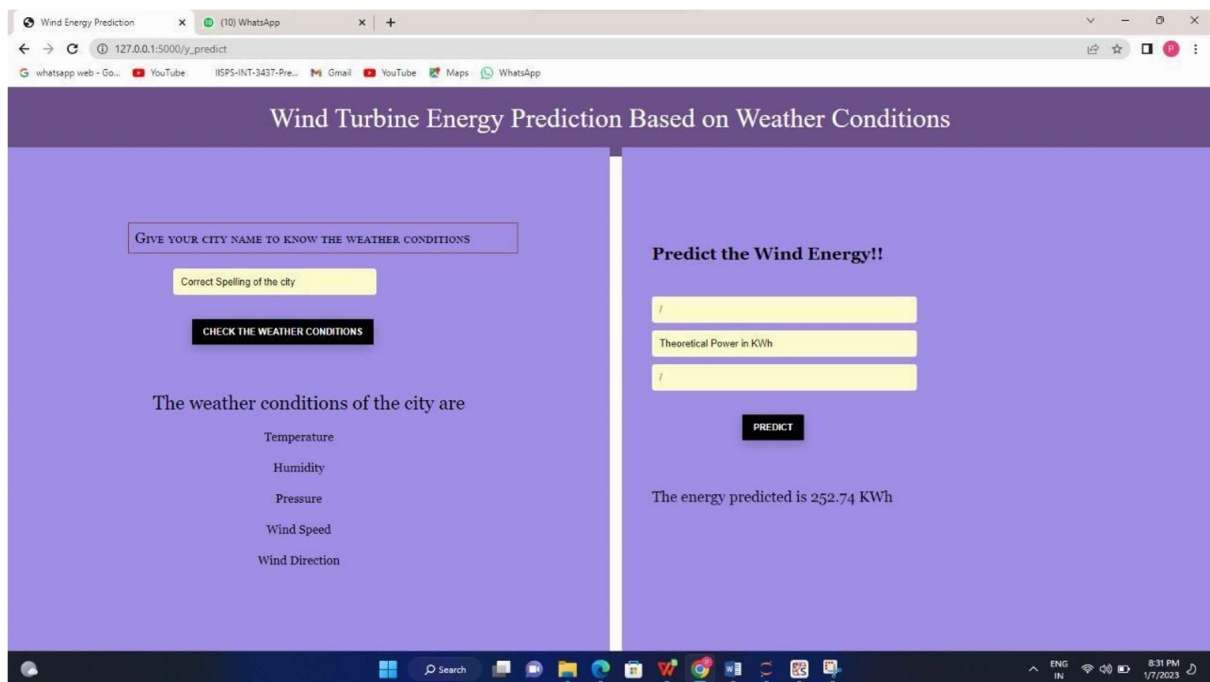 Wind Energy Prediction
(10) WhatsApp
127.0.0.1:5000/y_predict
whatsapp web - Go...
YouTube
IISPS-INT-3437-Pre...
Gmail
YouTube
Maps
WhatsApp
Wind Turbine Energy Prediction Based on Weather Conditions
GIVE YOUR CITY NAME TO KNOW THE WEATHER CONDITIONS
Correct Spelling of the city
CHECK THE WEATHER CONDITIONS
The weather conditions of the city are
Temperature
Humidity
Pressure
Wind Speed
Wind Direction
Predict the Wind Energy!!
/
Theoretical Power in KWh
/
PREDICT
The energy predicted is 252.74 KWh
Search
ENG
IN
8:31 PM
1/7/2023